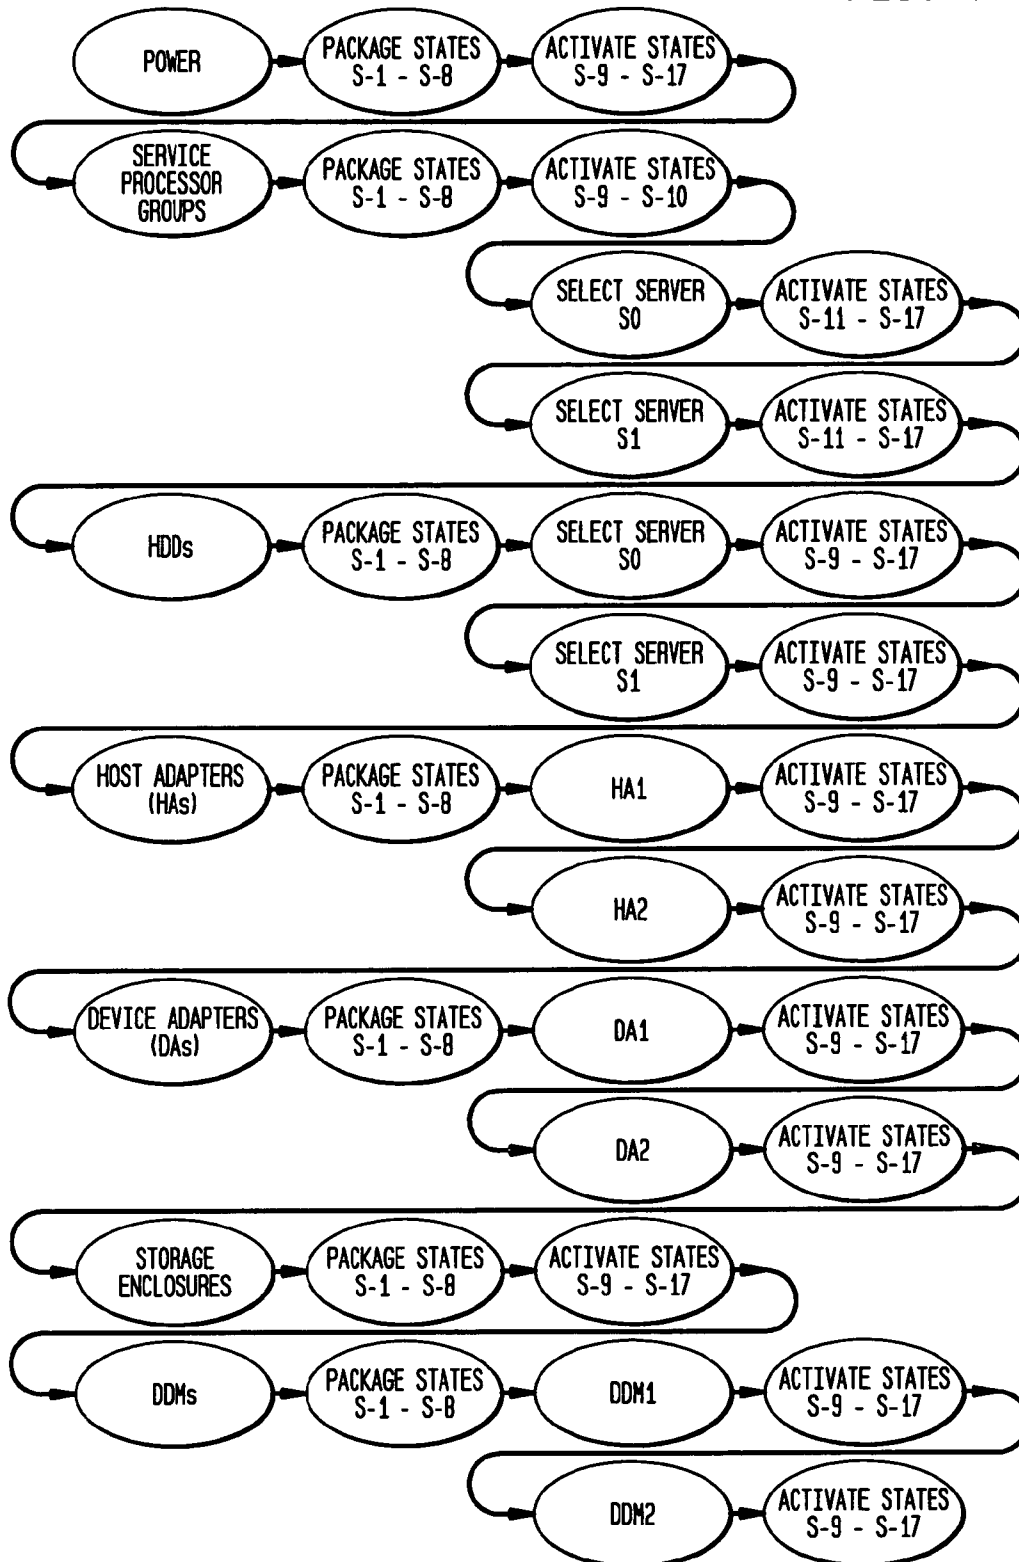 POWER
PACKAGE STATES
S-1 - S-8
ACTIVATE STATES
S-9 - S-17
SERVICE
PROCESSOR
GROUPS
PACKAGE STATES
S-1 - S-8
ACTIVATE STATES
S-9 - S-10
SELECT SERVER
S0
ACTIVATE STATES
S-11 - S-17
SELECT SERVER
S1
ACTIVATE STATES
S-11 - S-17
HDDs
PACKAGE STATES
S-1 - S-8
SELECT SERVER
S0
ACTIVATE STATES
S-9 - S-17
SELECT SERVER
S1
ACTIVATE STATES
S-9 - S-17
HOST ADAPTERS
(HAs)
PACKAGE STATES
S-1 - S-8
HA1
ACTIVATE STATES
S-9 - S-17
HA2
ACTIVATE STATES
S-9 - S-17
DEVICE ADAPTERS
(DAs)
PACKAGE STATES
S-1 - S-8
DA1
ACTIVATE STATES
S-9 - S-17
DA2
ACTIVATE STATES
S-9 - S-17
STORAGE
ENCLOSURES
PACKAGE STATES
S-1 - S-8
ACTIVATE STATES
S-9 - S-17
DDMs
PACKAGE STATES
S-1 - S-8
DDM1
ACTIVATE STATES
S-9 - S-17
DDM2
ACTIVATE STATES
S-9 - S-17